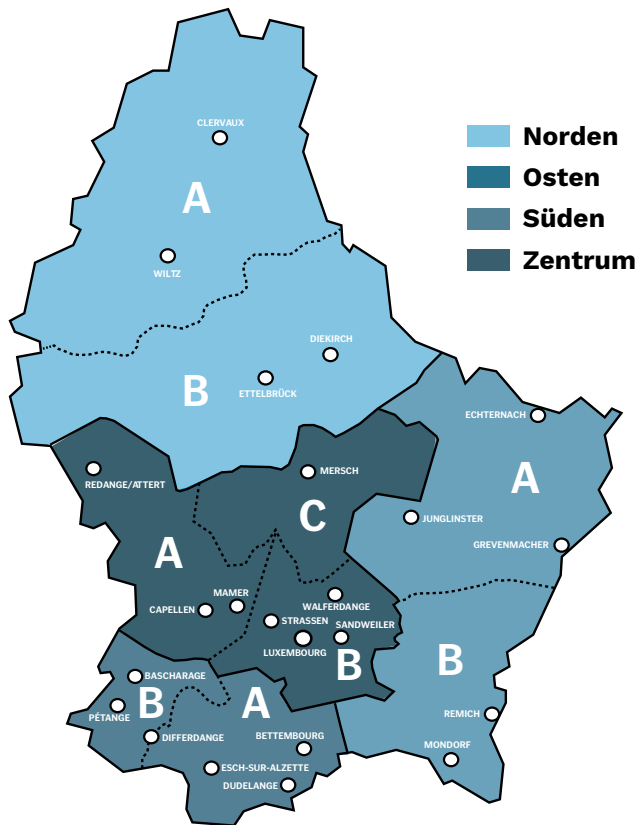 CLERVAUX
Norden
Osten
Süden
Zentrum
A
WILTZ
DIEKIRCH
B
ETTELBRÜCK
ECHTERNACH
REDANGE/ATTERT
MERSCH
A
C
JUNGLINSTER
GREVENMACHER
A
MAMER
CAPELLEN
WALFERDANGE
STRASSEN
SANDWEILER
LUXEMBOURG
B
B
BASCHARAGE
B
A
PÉTANGE
REMICH
DIFFERDANGE
BETTEMBOURG
MONDORF
ESCH-SUR-ALZETTE
DUDELANGE